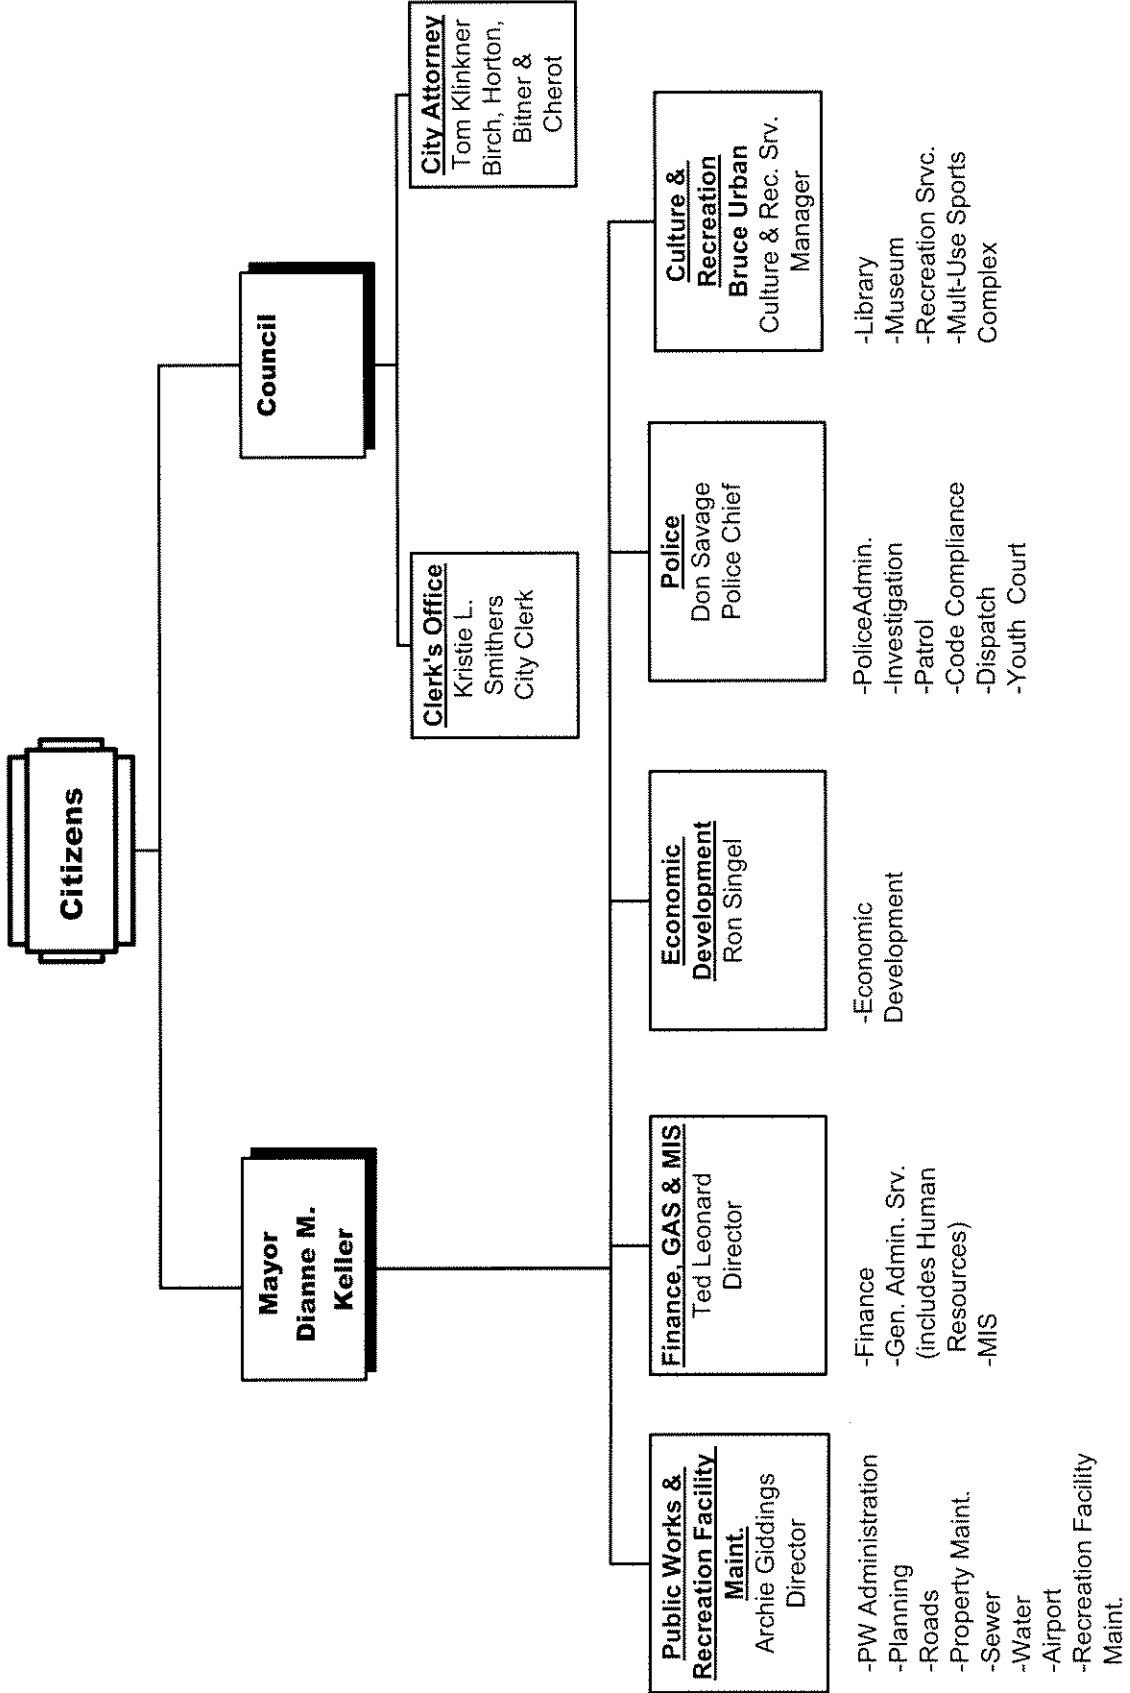 Citizens
Mayor
Dianne M.
Keller
Council
Clerk's Office
Kristie L.
Smithers
City Clerk
City Attorney
Tom Klinkner
Birch, Horton,
Bitner &
Cherot
Public Works &
Recreation Facility
Maint.
Archie Giddings
Director
-PW Administration
-Planning
-Roads
-Property Maint.
-Sewer
-Water
-Airport
-Recreation Facility
Maint.
Finance, GAS & MIS
Ted Leonard
Director
-Finance
-Gen. Admin. Srv.
(includes Human
Resources)
-MIS
Economic
Development
Ron Singel
-Economic
Development
Police
Don Savage
Police Chief
-PoliceAdmin.
-Investigation
-Patrol
-Code Compliance
-Dispatch
-Youth Court
Culture &
Recreation
Bruce Urban
Culture & Rec. Srv.
Manager
-Library
-Museum
-Recreation Srvc.
-Mult-Use Sports
Complex